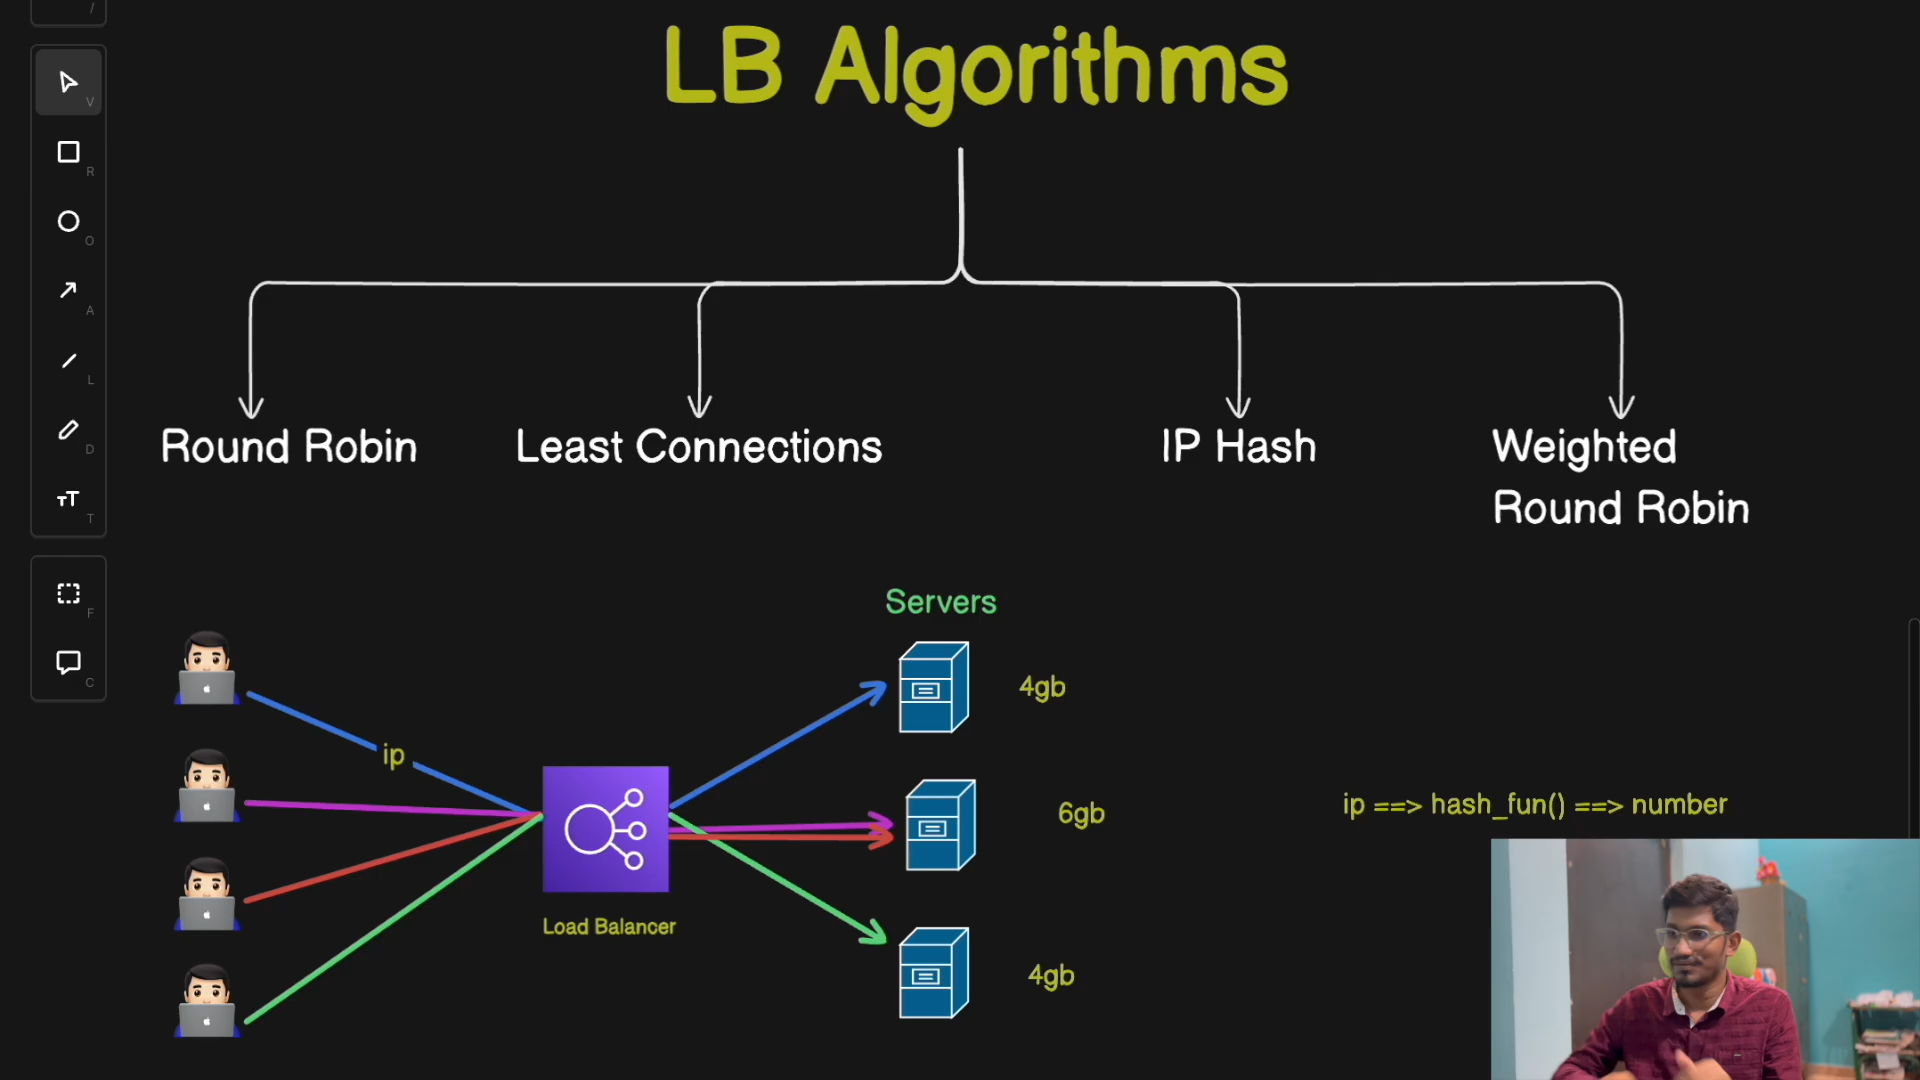 /
LB Algorithms
V
R
O
A
L
D
T
F
C
Round Robin
Least Connections
IP Hash
Weighted
Round Robin
Servers
4gb
ip
6gb
ip ==> hash_fun() ==> number
Load Balancer
4gb